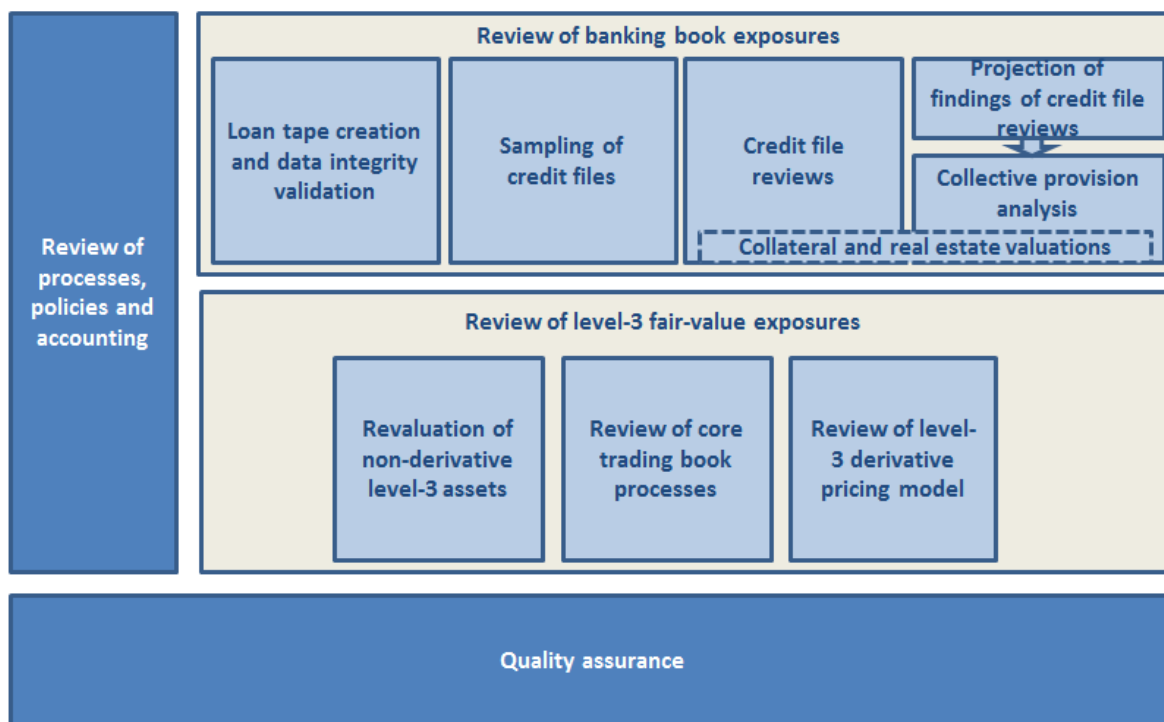 Review of
processes,
policies and
accounting
Review of banking book exposures
Loan tape creation
and data integrity
validation
Sampling of
credit files
Credit file
reviews
Projection of
findings of credit file
reviews
Collective provision
analysis
Collateral and real estate valuations
Review of level-3 fair-value exposures
Revaluation of
non-derivative
level-3 assets
Review of core
trading book
processes
Review of level-
3 derivative
pricing model
Quality assurance